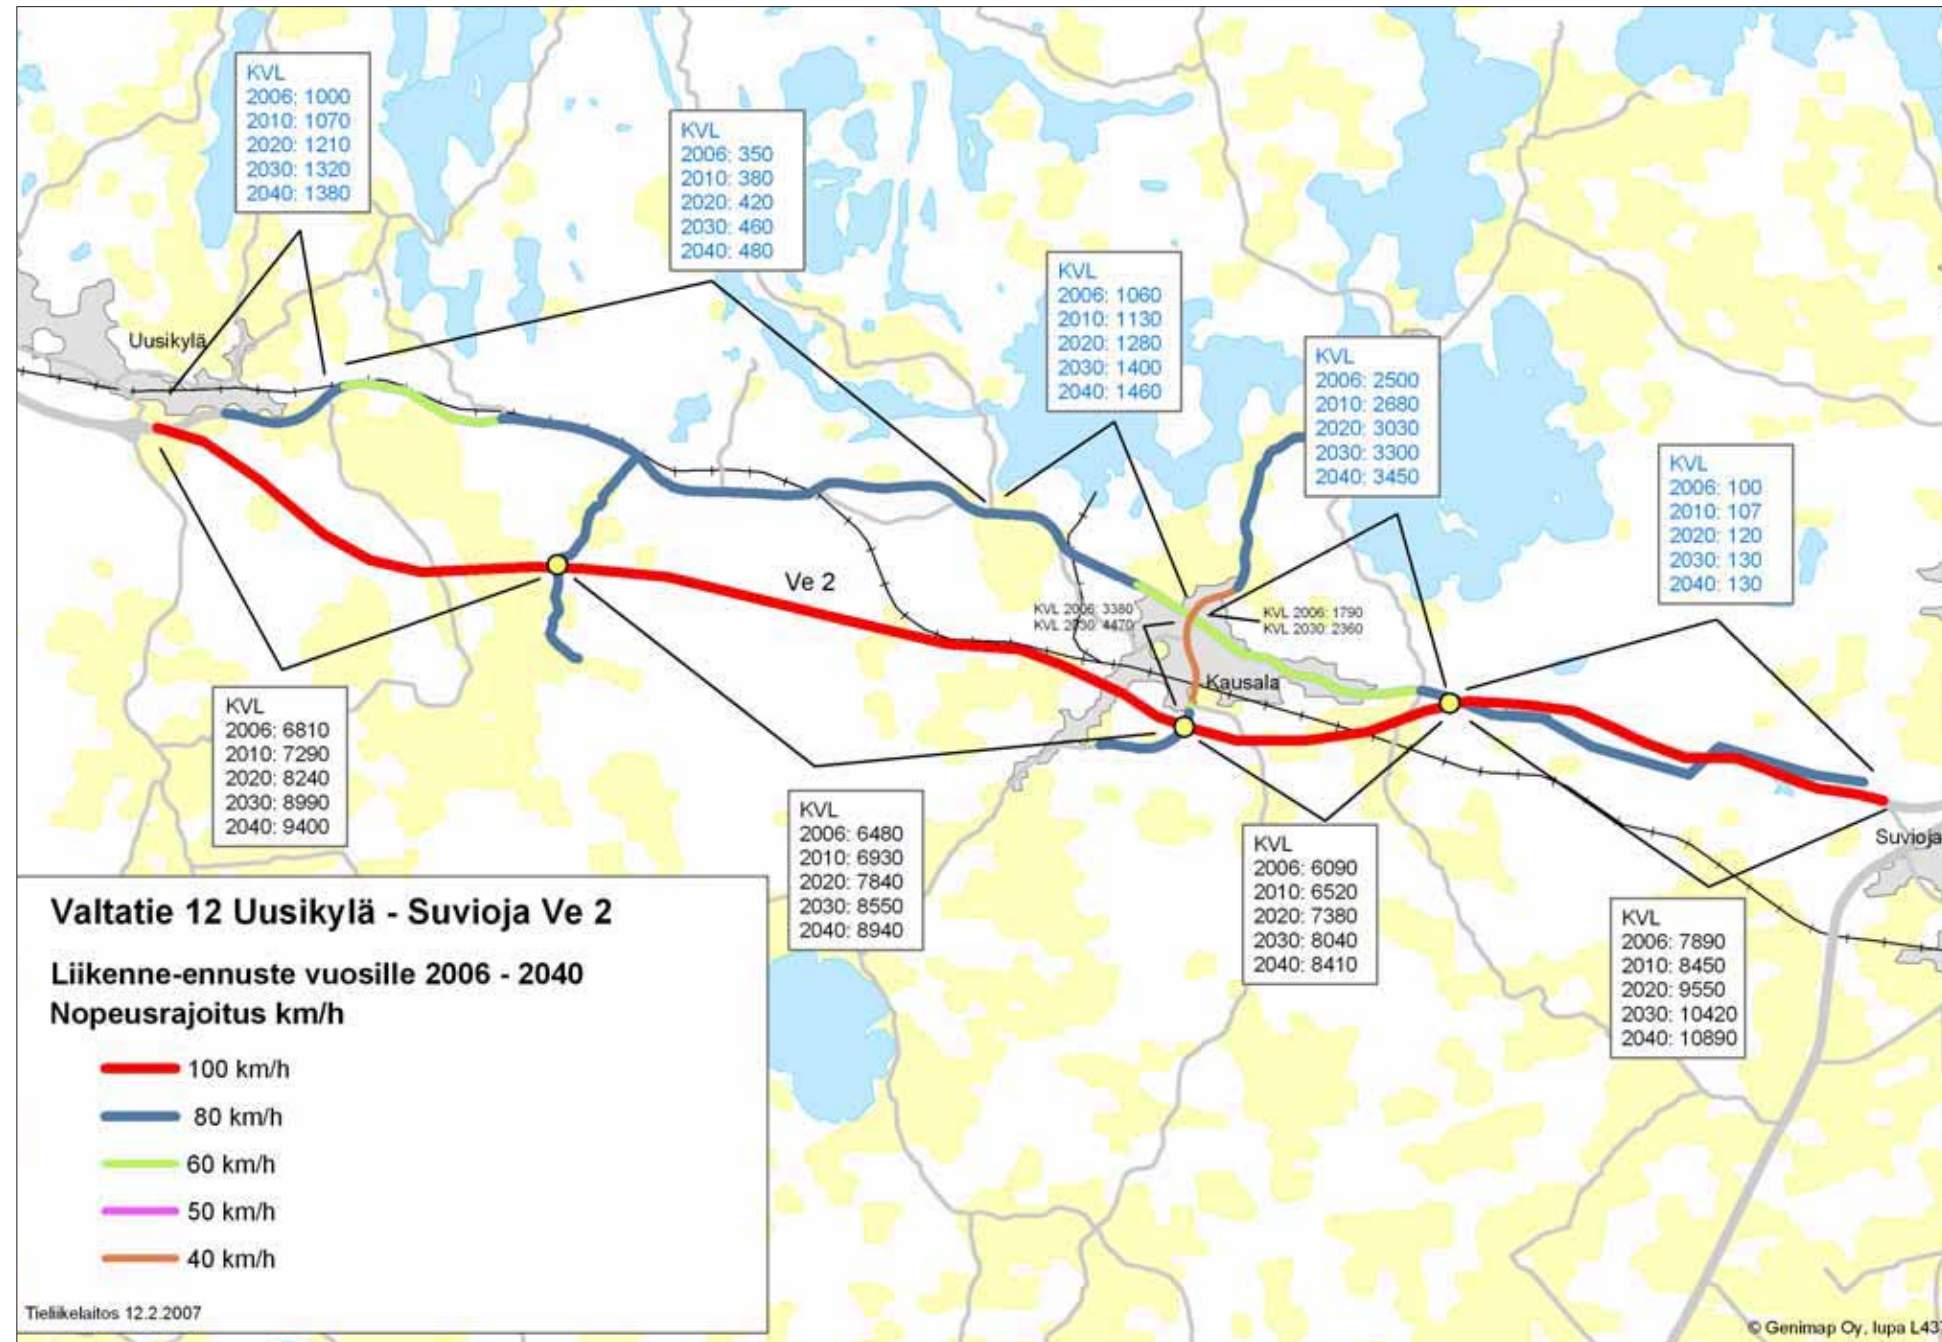 KVL
2006: 1000
2010: 1070
2020: 1210
2030: 1320
2040: 1380
KVL
2006: 350
2010: 380
2020: 420
2030: 460
2040: 480
KVL
2006: 1060
2010: 1130
2020: 1280
2030: 1400
2040: 1460
KVL
2006: 2500
2010: 2680
2020: 3030
2030: 3300
2040: 3450
KVL
2006: 100
2010: 107
2020: 120
2030: 130
2040: 130
Uusikylä
Ve 2
KVL 2006: 3380
KVL 2030: 4470
KVL 2006: 1790
KVL 2030: 2360
Kausala
Suvioja
KVL
2006: 6810
2010: 7290
2020: 8240
2030: 8990
2040: 9400
KVL
2006: 6480
2010: 6930
2020: 7840
2030: 8550
2040: 8940
KVL
2006: 6090
2010: 6520
2020: 7380
2030: 8040
2040: 8410
KVL
2006: 7890
2010: 8450
2020: 9550
2030: 10420
2040: 10890
Valtatie 12 Uusikylä - Suvioja Ve 2
Liikenne-ennuste vuosille 2006 - 2040
Nopeusrajoitus km/h
100 km/h
80 km/h
60 km/h
50 km/h
40 km/h
Tieliikelaitos 12.2.2007
© Genimap Oy, lupa L437